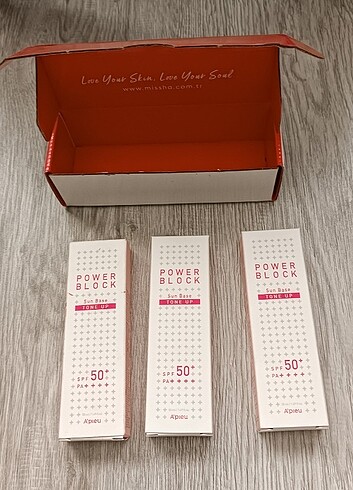 Love Your Skin, Love Your Soul
www.missha.com.tr
POWER
BLOCK
Sun Base
TONE UP
SPF 50+
PA++++
A'PIEU
POWER
BLOCK
Sun Base
TONE UP
SPF 50+
PA++++
A'PIEU
POWER
BLOCK
Sun Base
TONE UP
SPF 50+
PA++++
A'PIEU